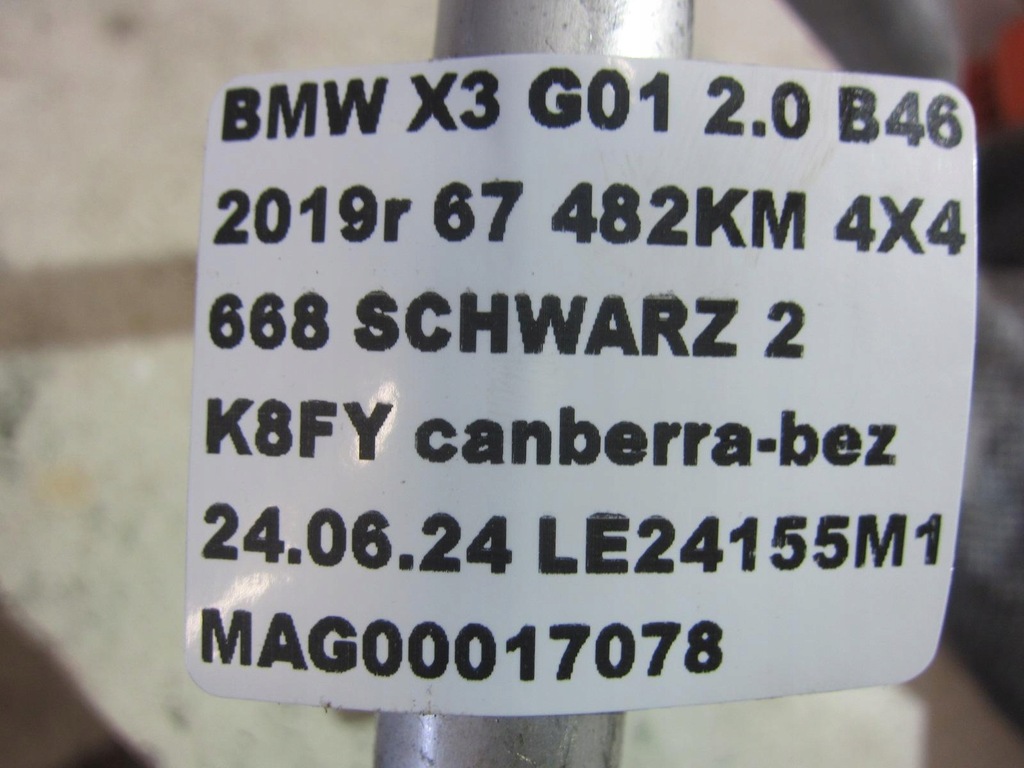 BMW X3 G01 2.0 B46
2019r 67 482KM 4X4
668 SCHWARZ 2
K8FY canberra-bez
24.06.24 LE24155M1
MAG00017078